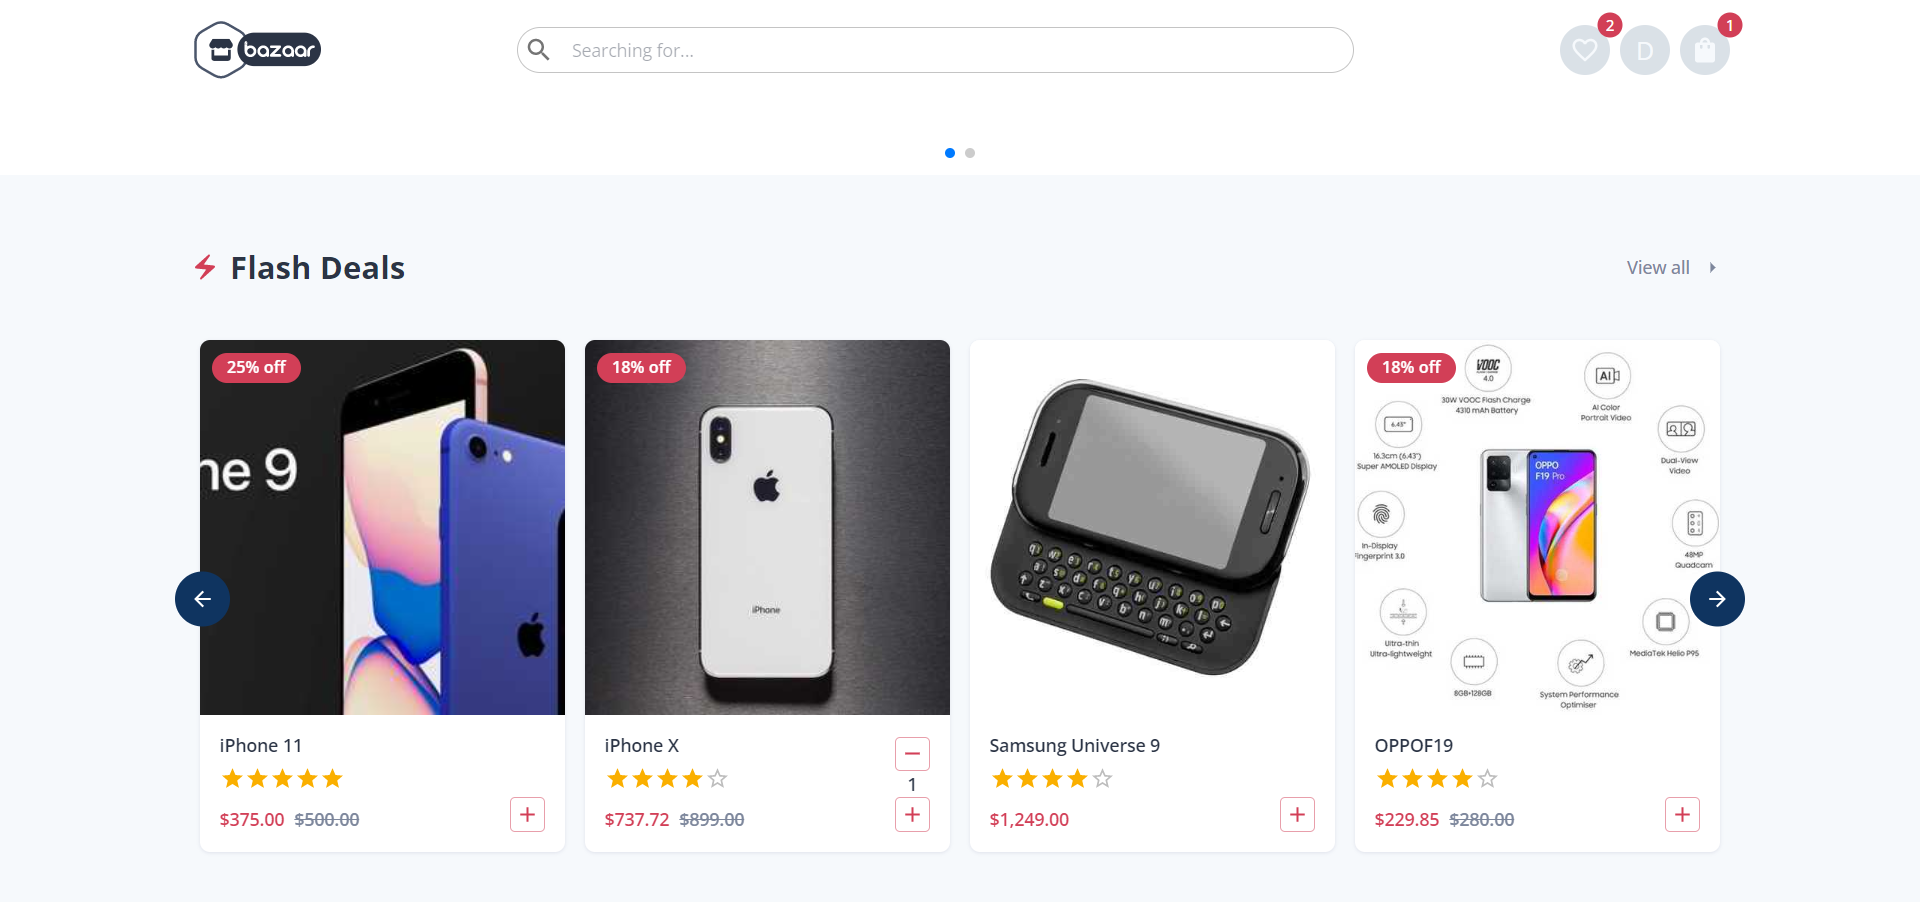 bazaar
Searching for...
2
D
1
Flash Deals
View all
25% off
ne 9
18% off
iPhone
18% off
VOOC
4.0
30W VOOC Flash Charge
4310 mAh Battery
AI
AI Color
Portrait Video
6.43"
16.3cm (6.43")
Super AMOLED Display
Dual-View
Video
OPPO
F19 Pro
In-Display
Fingerprint 3.0
48MP
Quadcam
Ultra-thin
Ultra-lightweight
MediaTek Helio P95
8GB+128GB
System Performance
Optimiser
iPhone 11
$375.00 $500.00
iPhone X
1
$737.72 $899.00
Samsung Universe 9
$1,249.00
OPPOF19
$229.85 $280.00